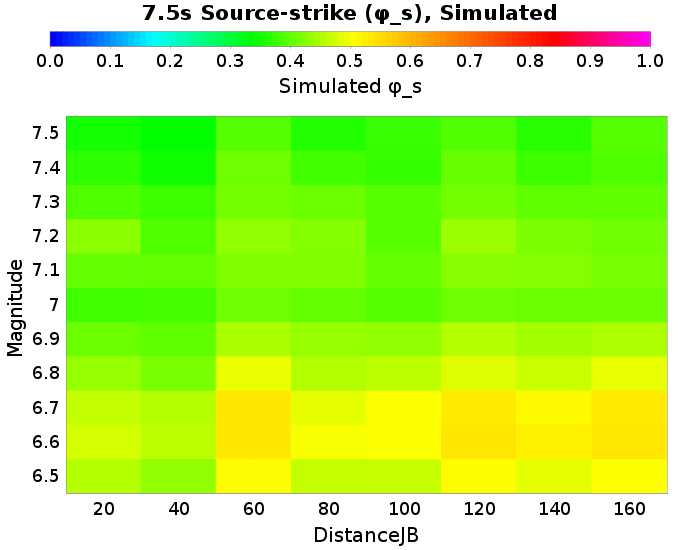 7.5s Source-strike (φ_s), Simulated
0.0 0.1 0.2 0.3 0.4 0.5 0.6 0.7 0.8 0.9 1.0
Simulated φ_s
7.5
7.4
7.3
7.2
7.1
7
6.9
6.8
6.7
6.6
6.5
Magnitude
20 40 60 80 100 120 140 160
DistanceJB